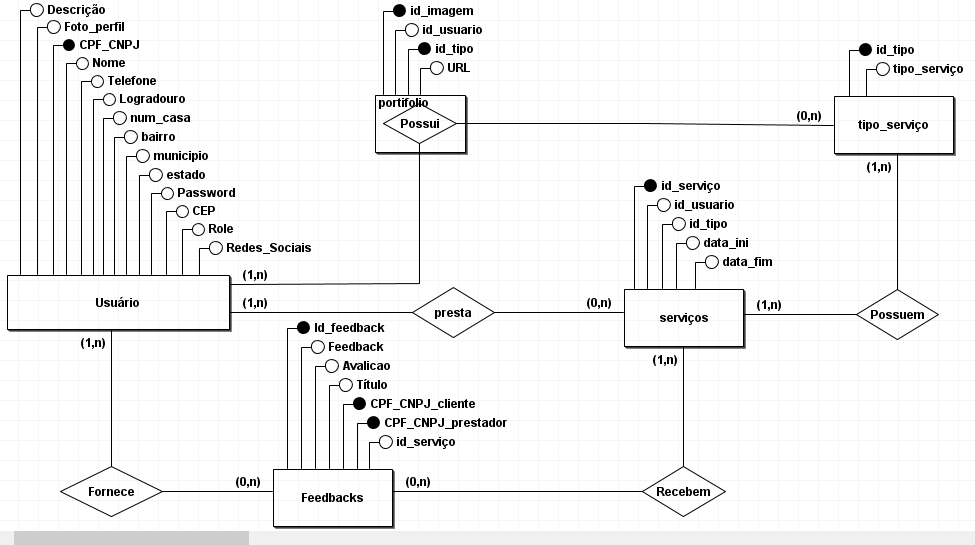 Descrição
Foto_perfil
CPF_CNPJ
Nome
Telefone
Logradouro
num_casa
bairro
municipio
estado
Password
CEP
Role
Redes_Sociais
Usuário
id_imagem
id_usuario
id_tipo
URL
portifolio
Possui
(0,n)
id_tipo
tipo_serviço
tipo_serviço
(1,n)
id_serviço
id_usuario
id_tipo
data_ini
data_fim
(1,n)
(1,n)
presta
(0,n)
serviços
(1,n)
Possuem
(1,n)
Id_feedback
Feedback
Avalicao
Título
CPF_CNPJ_cliente
CPF_CNPJ_prestador
id_serviço
(1,n)
Fornece
(0,n)
Feedbacks
(0,n)
Recebem